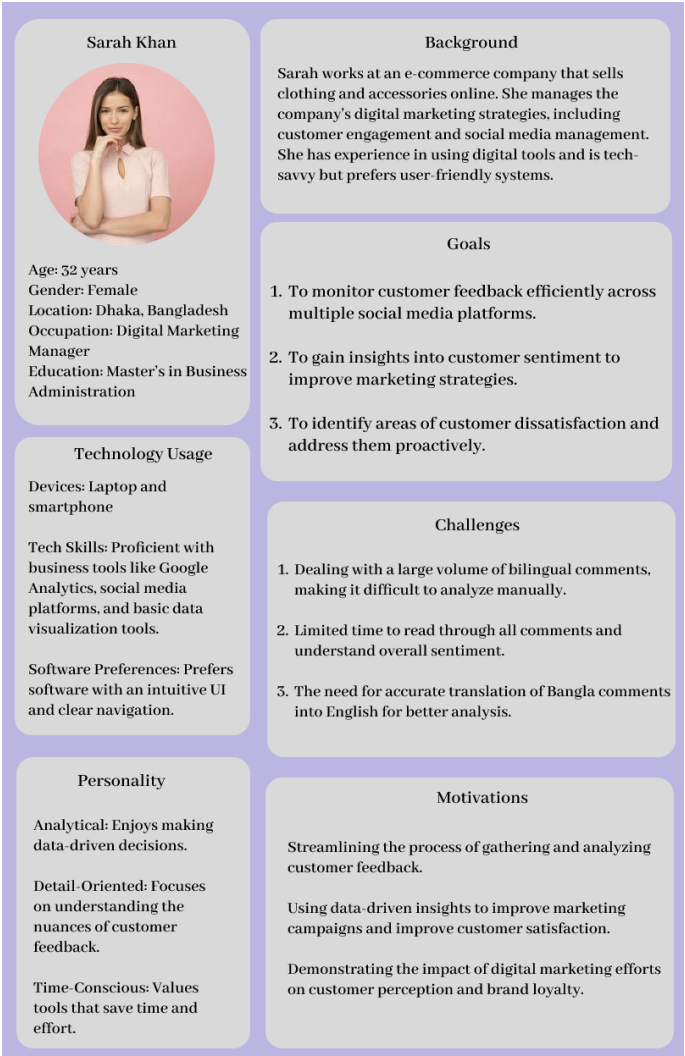 Sarah Khan
Age: 32 years
Gender: Female
Location: Dhaka, Bangladesh
Occupation: Digital Marketing
Manager
Education: Master's in Business
Administration
Technology Usage
Devices: Laptop and
smartphone
Tech Skills: Proficient with
business tools like Google
Analytics, social media
platforms, and basic data
visualization tools.
Software Preferences: Prefers
software with an intuitive UI
and clear navigation.
Personality
Analytical: Enjoys making
data-driven decisions.
Detail-Oriented: Focuses
on understanding the
nuances of customer
feedback.
Time-Conscious: Values
tools that save time and
effort.
Background
Sarah works at an e-commerce company that sells
clothing and accessories online. She manages the
company's digital marketing strategies, including
customer engagement and social media management.
She has experience in using digital tools and is tech-
savvy but prefers user-friendly systems.
Goals
1. To monitor customer feedback efficiently across
multiple social media platforms.
2. To gain insights into customer sentiment to
improve marketing strategies.
3. To identify areas of customer dissatisfaction and
address them proactively.
Challenges
1. Dealing with a large volume of bilingual comments,
making it difficult to analyze manually.
2. Limited time to read through all comments and
understand overall sentiment.
3. The need for accurate translation of Bangla comments
into English for better analysis.
Motivations
Streamlining the process of gathering and analyzing
customer feedback.
Using data-driven insights to improve marketing
campaigns and improve customer satisfaction.
Demonstrating the impact of digital marketing efforts
on customer perception and brand loyalty.